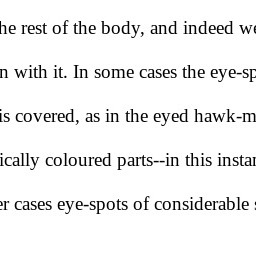 he rest of the body, and indeed we
n with it. In some cases the eye-sp
is covered, as in the eyed hawk-m
ically coloured parts--in this instan
er cases eye-spots of considerable s